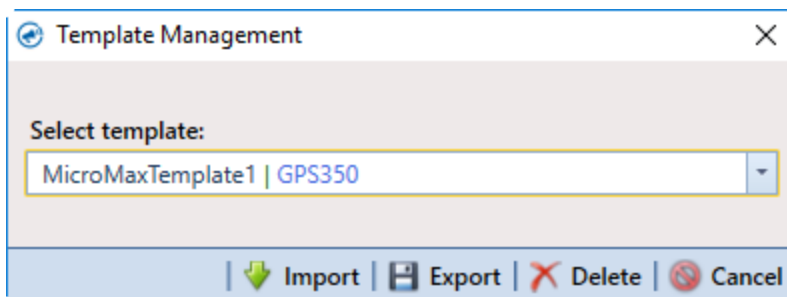 Template Management
Select template:
MicroMaxTemplate1 | GPS350
Import | Export | Delete | Cancel